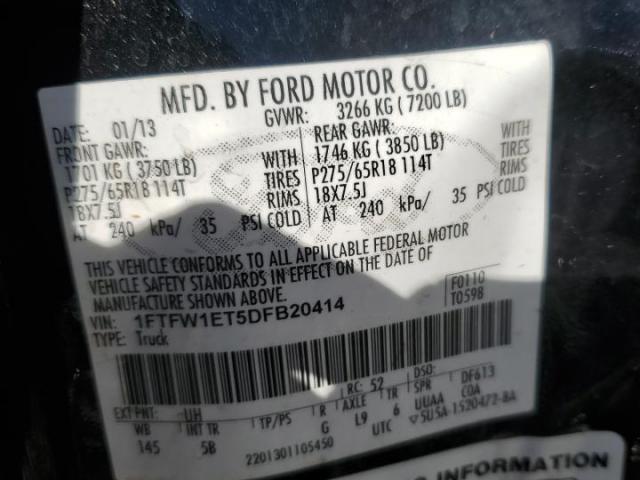 MFD. BY FORD MOTOR CO.
DATE: 01/13 GVWR: 3266 KG ( 7200 LB)
FRONT GAWR: WITH REAR GAWR: WITH
1701 KG ( 3750 LB) TIRES 1746 KG ( 3850 LB) TIRES
P275/65R18 114T RIMS P275/65R18 114T RIMS
18X7.5J 18X7.5J
AT 240 kPa/ 35 PSI COLD AT 240 kPa/ 35 PSI COLD
THIS VEHICLE CONFORMS TO ALL APPLICABLE FEDERAL MOTOR
VEHICLE SAFETY STANDARDS IN EFFECT ON THE DATE OF
MANUFACTURE SHOWN ABOVE.
F0110
T0598
VIN: 1FTFW1ET5DFB20414
TYPE: Truck
EXT PNT: UH RC: 52 DSO: DF613
WB INT TR TP/PS R AXLE TR SPR COA
145 5B G L9 6 UUAA
2201301105450 UTC 5U5A-1520472-BA
INFORMATION